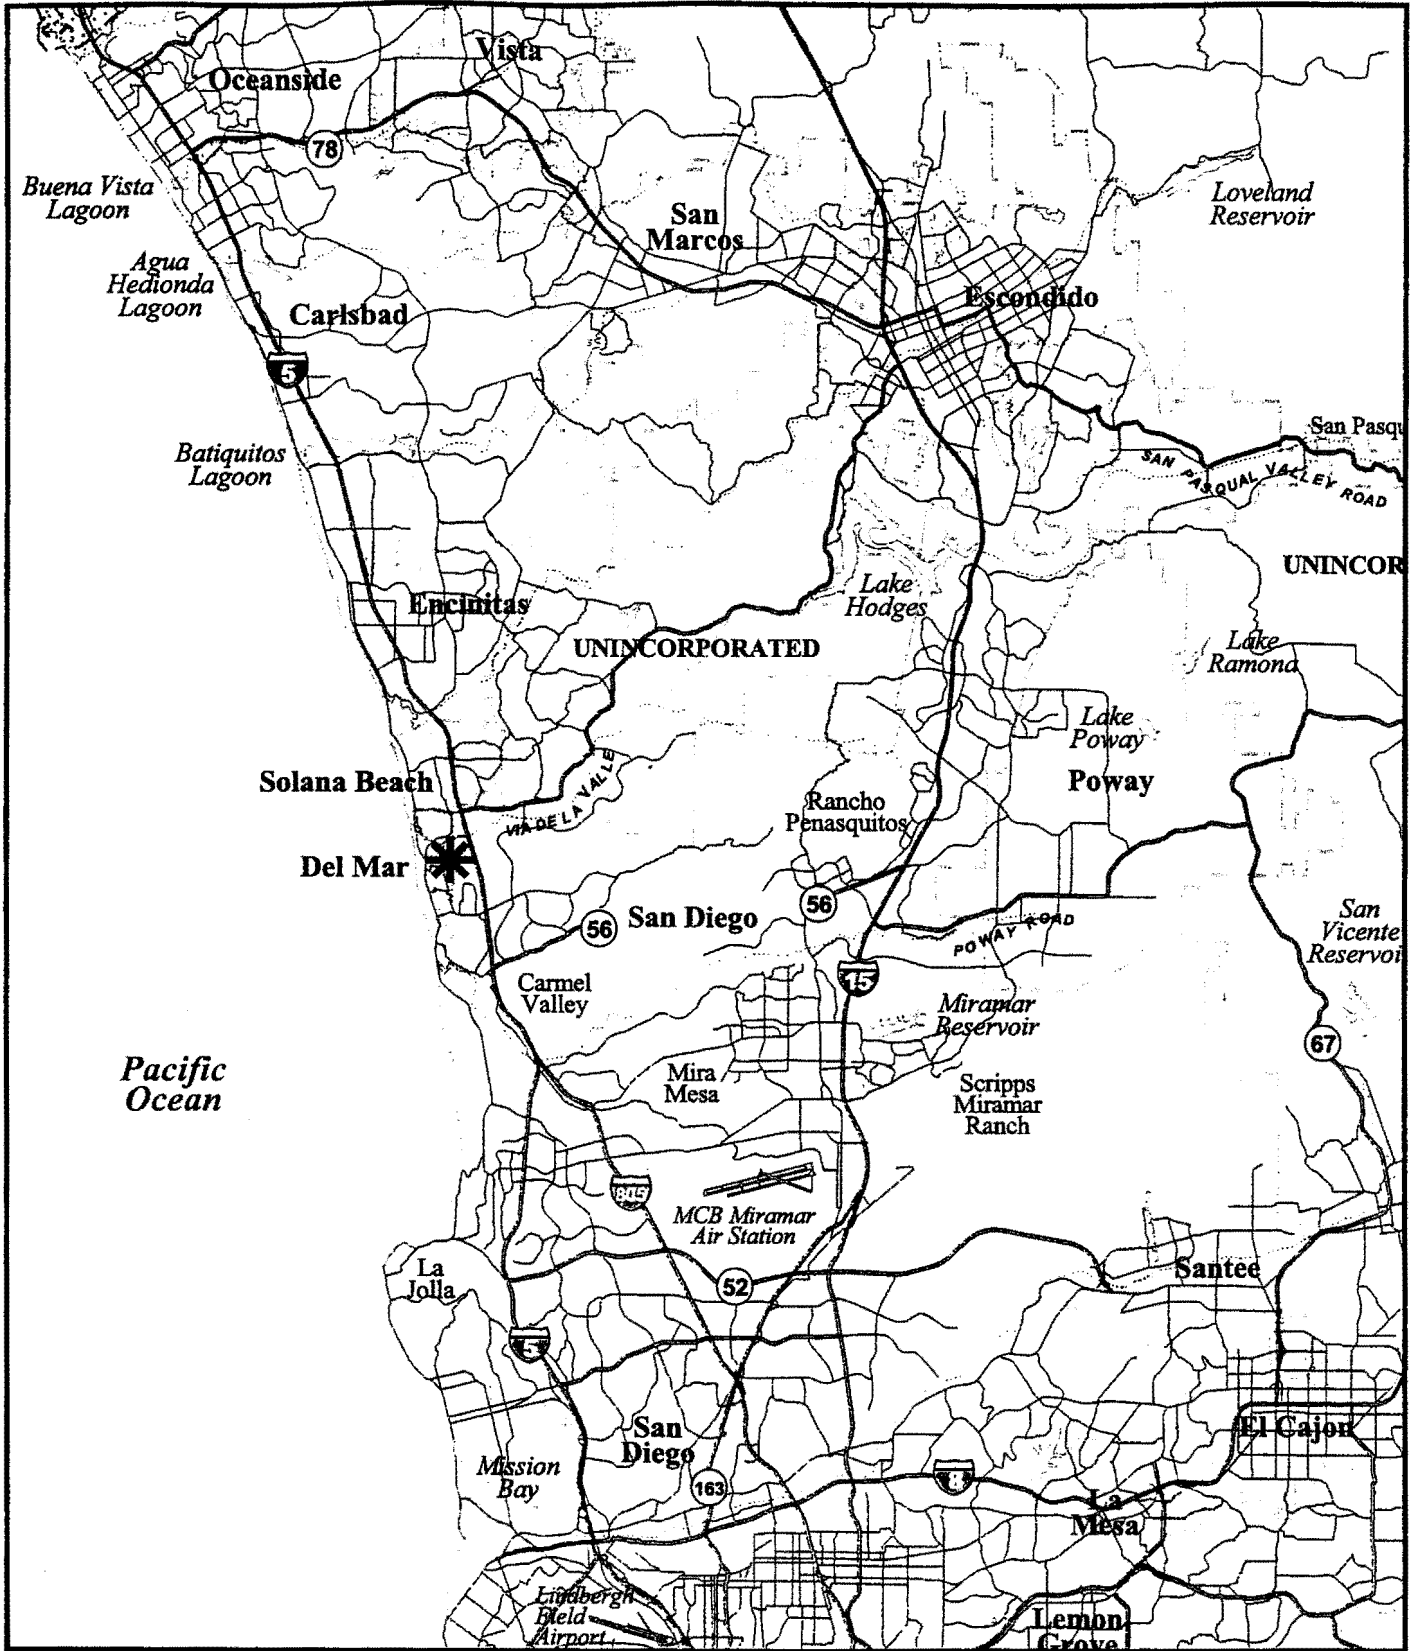 Vista
Oceanside
78
Buena Vista
Lagoon
Loveland
Reservoir
San
Marcos
Agua
Hedionda
Lagoon
Carlsbad
Escondido
5
San Pasqu
Batiquitos
Lagoon
SAN PASQUAL VALLEY ROAD
UNINCOR
Lake
Hodges
Encinitas
UNINCORPORATED
Lake
Ramona
Lake
Poway
Solana Beach
Poway
VIA DE LA VALLE
Rancho
Penasquitos
Del Mar
56
San Diego
56
POWAY ROAD
San
Vicente
Reservoi
15
Carmel
Valley
Miramar
Reservoir
67
Pacific
Ocean
Mira
Mesa
Scripps
Miramar
Ranch
805
MCB Miramar
Air Station
La
Jolla
52
Santee
5
San
Diego
El Cajon
Mission
Bay
163
8
La
Mesa
Lindbergh
Field
Airport
Lemon
Grove